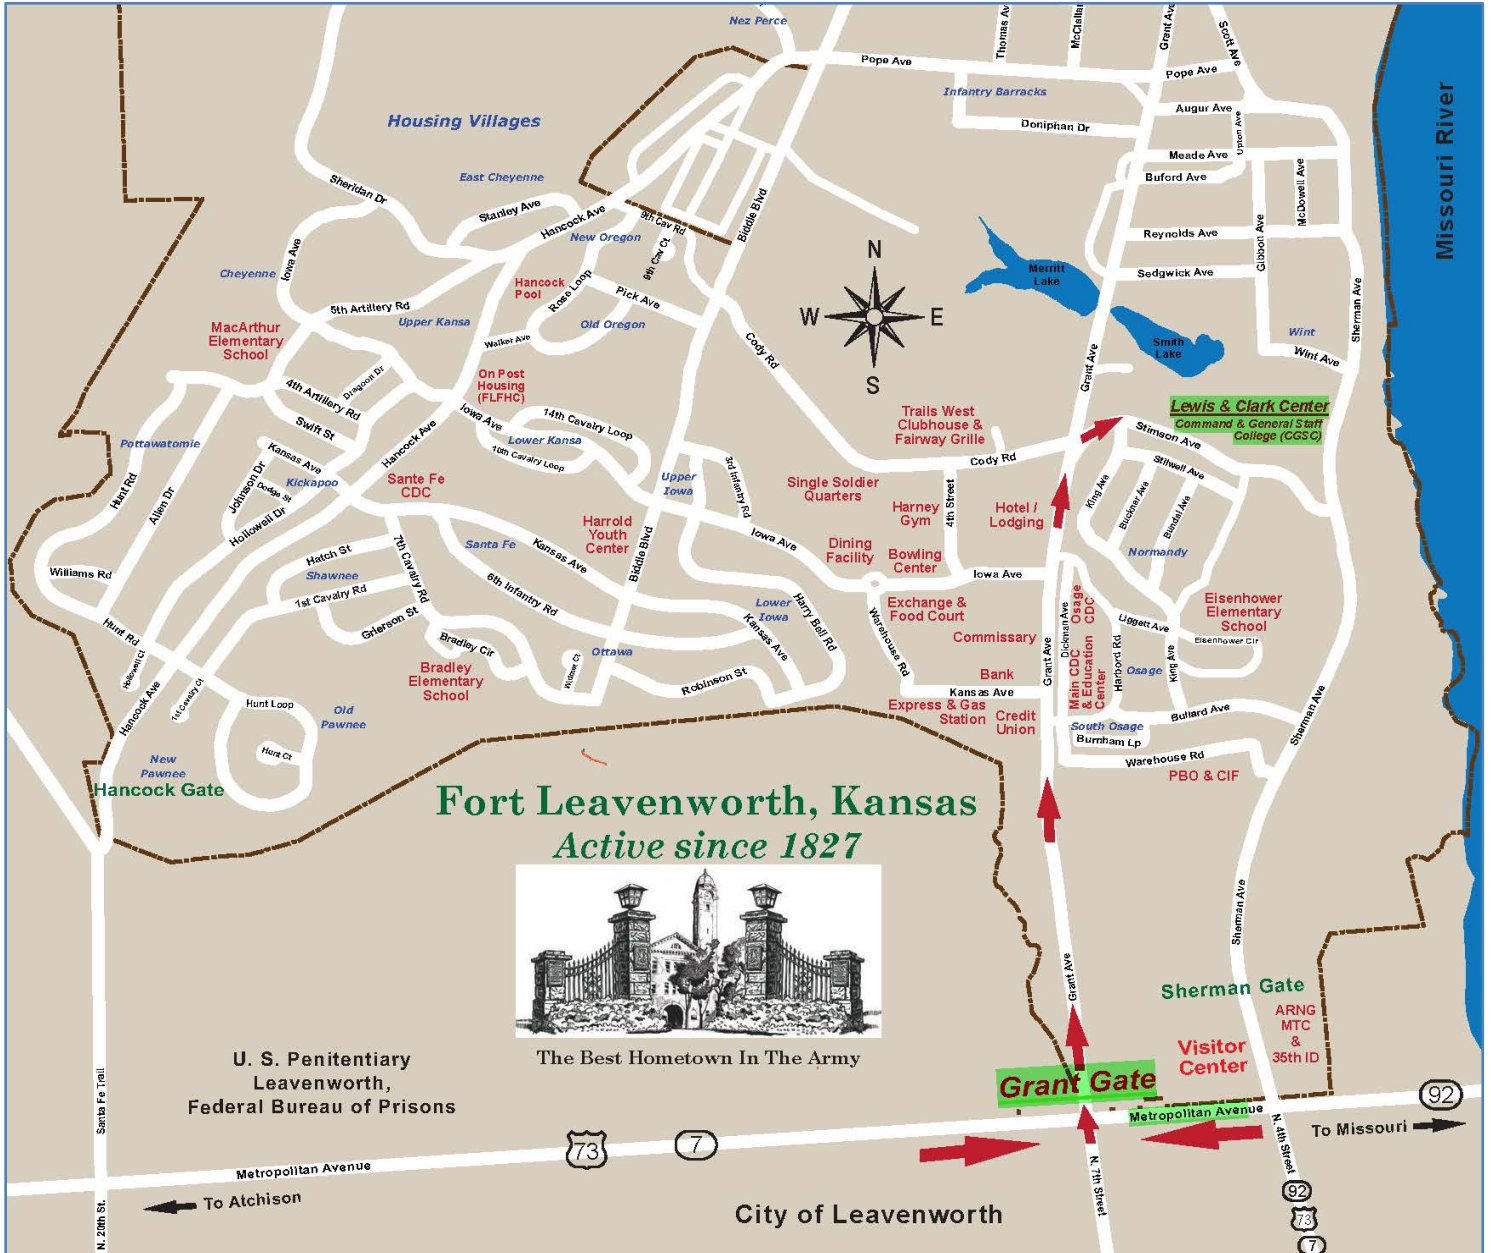 Nez Perce
Thomas Av
McClellar
Grant Ave
Scott Ave
Pope Ave
Pope Ave
Infantry Barracks
Augur Ave
Doniphan Dr
Upton Ave
Housing Villages
Meade Ave
Buford Ave
McDowell Ave
Missouri River
East Cheyenne
Sheridan Dr
Stanley Ave
Hancock Ave
9th Cav Rd
Biddle Blvd
New Oregon
9th Cav Ct
Reynolds Ave
Gibbon Ave
N
Iowa Ave
Cheyenne
Sedgwick Ave
Merritt
Lake
Hancock
Pool
Rose Loop
Pick Ave
5th Artillery Rd
Upper Kansa
Old Oregon
W
E
Sherman Ave
MacArthur
Elementary
School
Walker Ave
Cody Rd
Smith
Lake
Wint
Wint Ave
S
Grant Ave
Dragoon Dr
4th Artillery Rd
On Post
Housing
(FLFHC)
Swift St
Iowa Ave
14th Cavalry Loop
Lower Kansa
10th Cavalry Loop
Trails West
Clubhouse &
Fairway Grille
Lewis & Clark Center
Command & General Staff
College (CGSC)
Stimson Ave
Pottawatomie
Hancock Ave
Kansas Ave
Cody Rd
Stilwell Ave
Hunt Rd
Allen Dr
Johnson Dr
Dodge St
Kickapoo
Hollowell Dr
Sante Fe
CDC
Upper
Iowa
3rd Infantry Rd
Single Soldier
Quarters
Harney
Gym
4th Street
Hotel /
Lodging
King Ave
Buckner Ave
Harrold
Youth
Center
Biddle Blvd
Iowa Ave
Dining
Facility
Bowling
Center
Normandy
Hatch St
7th Cavalry Rd
Santa Fe
Kansas Ave
Williams Rd
Shawnee
6th Infantry Rd
Iowa Ave
1st Cavalry Rd
Lower
Iowa
Harry Bell Rd
Exchange &
Food Court
Warehouse Rd
Dickman Ave
Osage
CDC
Eisenhower
Elementary
School
Hunt Rd
Grierson St
Bradley Cir
Kansas Ave
Commissary
Liggett Ave
Eisenhower Cir
Hollowell Ct
Bradley
Elementary
School
Ottawa
Grant Ave
Main CDC
& Education
Center
Harbord Rd
Osage
King Ave
Hancock Ave
1st Cavalry Ct
Widmer Ct
Robinson St
Bank
Kansas Ave
Hunt Loop
Old
Pawnee
Express & Gas
Station
Credit
Union
South Osage
Bullard Ave
Sherman Ave
Burnham Lp
Hunt Ct
New
Pawnee
Warehouse Rd
PBO & CIF
Hancock Gate
Fort Leavenworth, Kansas
Active since 1827
Sherman Ave
Grant Ave
Sherman Gate
ARNG
MTC
&
35th ID
The Best Hometown In The Army
Visitor
Center
U. S. Penitentiary
Leavenworth,
Federal Bureau of Prisons
Santa Fe Trail
Grant Gate
Metropolitan Avenue
92
To Missouri
73
7
N. 7th Street
N. 4th Street
Metropolitan Avenue
To Atchison
N. 20th St.
City of Leavenworth
92
73
7